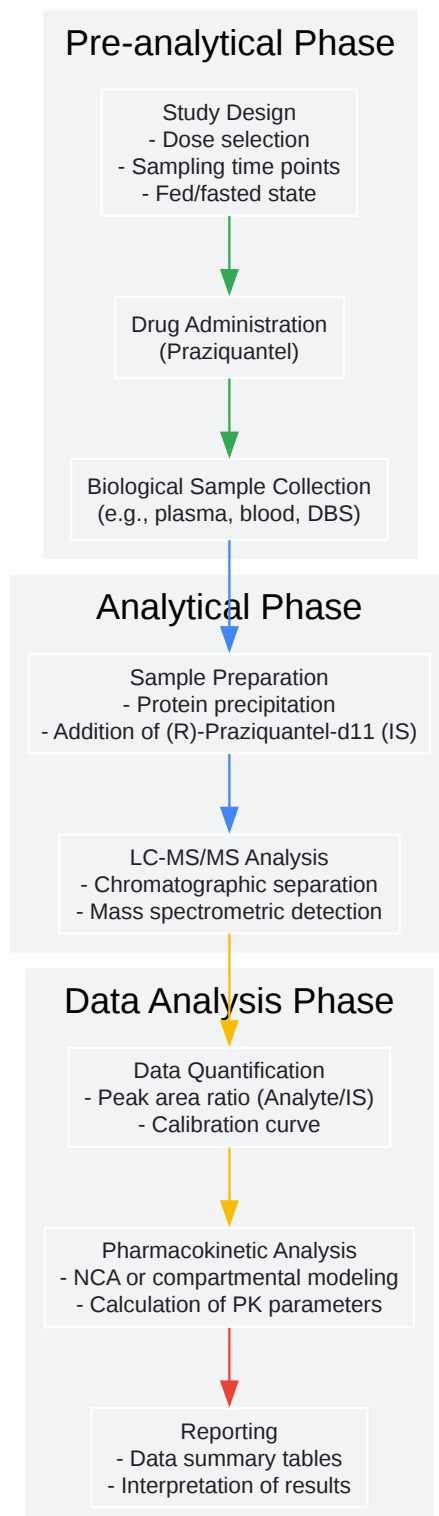 Pre-analytical Phase
Study Design
- Dose selection
- Sampling time points
- Fed/fasted state
Drug Administration
(Praziquantel)
Biological Sample Collection
(e.g., plasma, blood, DBS)
Analytical Phase
Sample Preparation
- Protein precipitation
- Addition of (R)-Praziquantel-d11 (IS)
LC-MS/MS Analysis
- Chromatographic separation
- Mass spectrometric detection
Data Analysis Phase
Data Quantification
- Peak area ratio (Analyte/IS)
- Calibration curve
Pharmacokinetic Analysis
- NCA or compartmental modeling
- Calculation of PK parameters
Reporting
- Data summary tables
- Interpretation of results